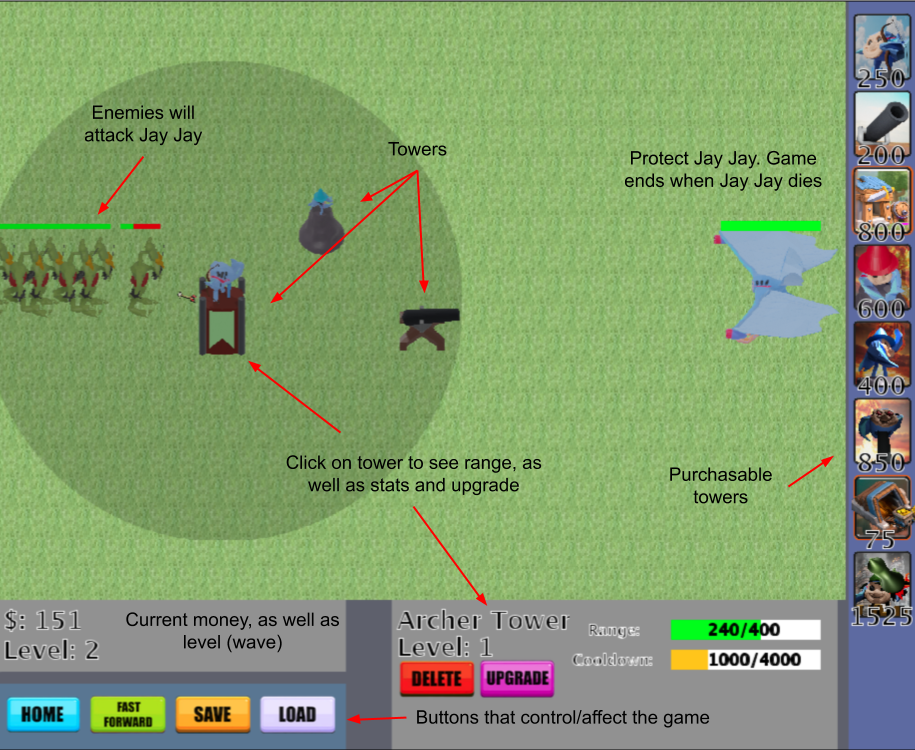 Enemies will
attack Jay Jay
Towers
Protect Jay Jay. Game
ends when Jay Jay dies
250
200
800
600
400
850
75
1525
Click on tower to see range, as
well as stats and upgrade
Purchasable
towers
$: 151
Level: 2
Current money, as well as
level (wave)
Archer Tower
Level: 1
Range:
240/400
Cooldown:
1000/4000
DELETE
UPGRADE
HOME
FAST
FORWARD
SAVE
LOAD
Buttons that control/affect the game